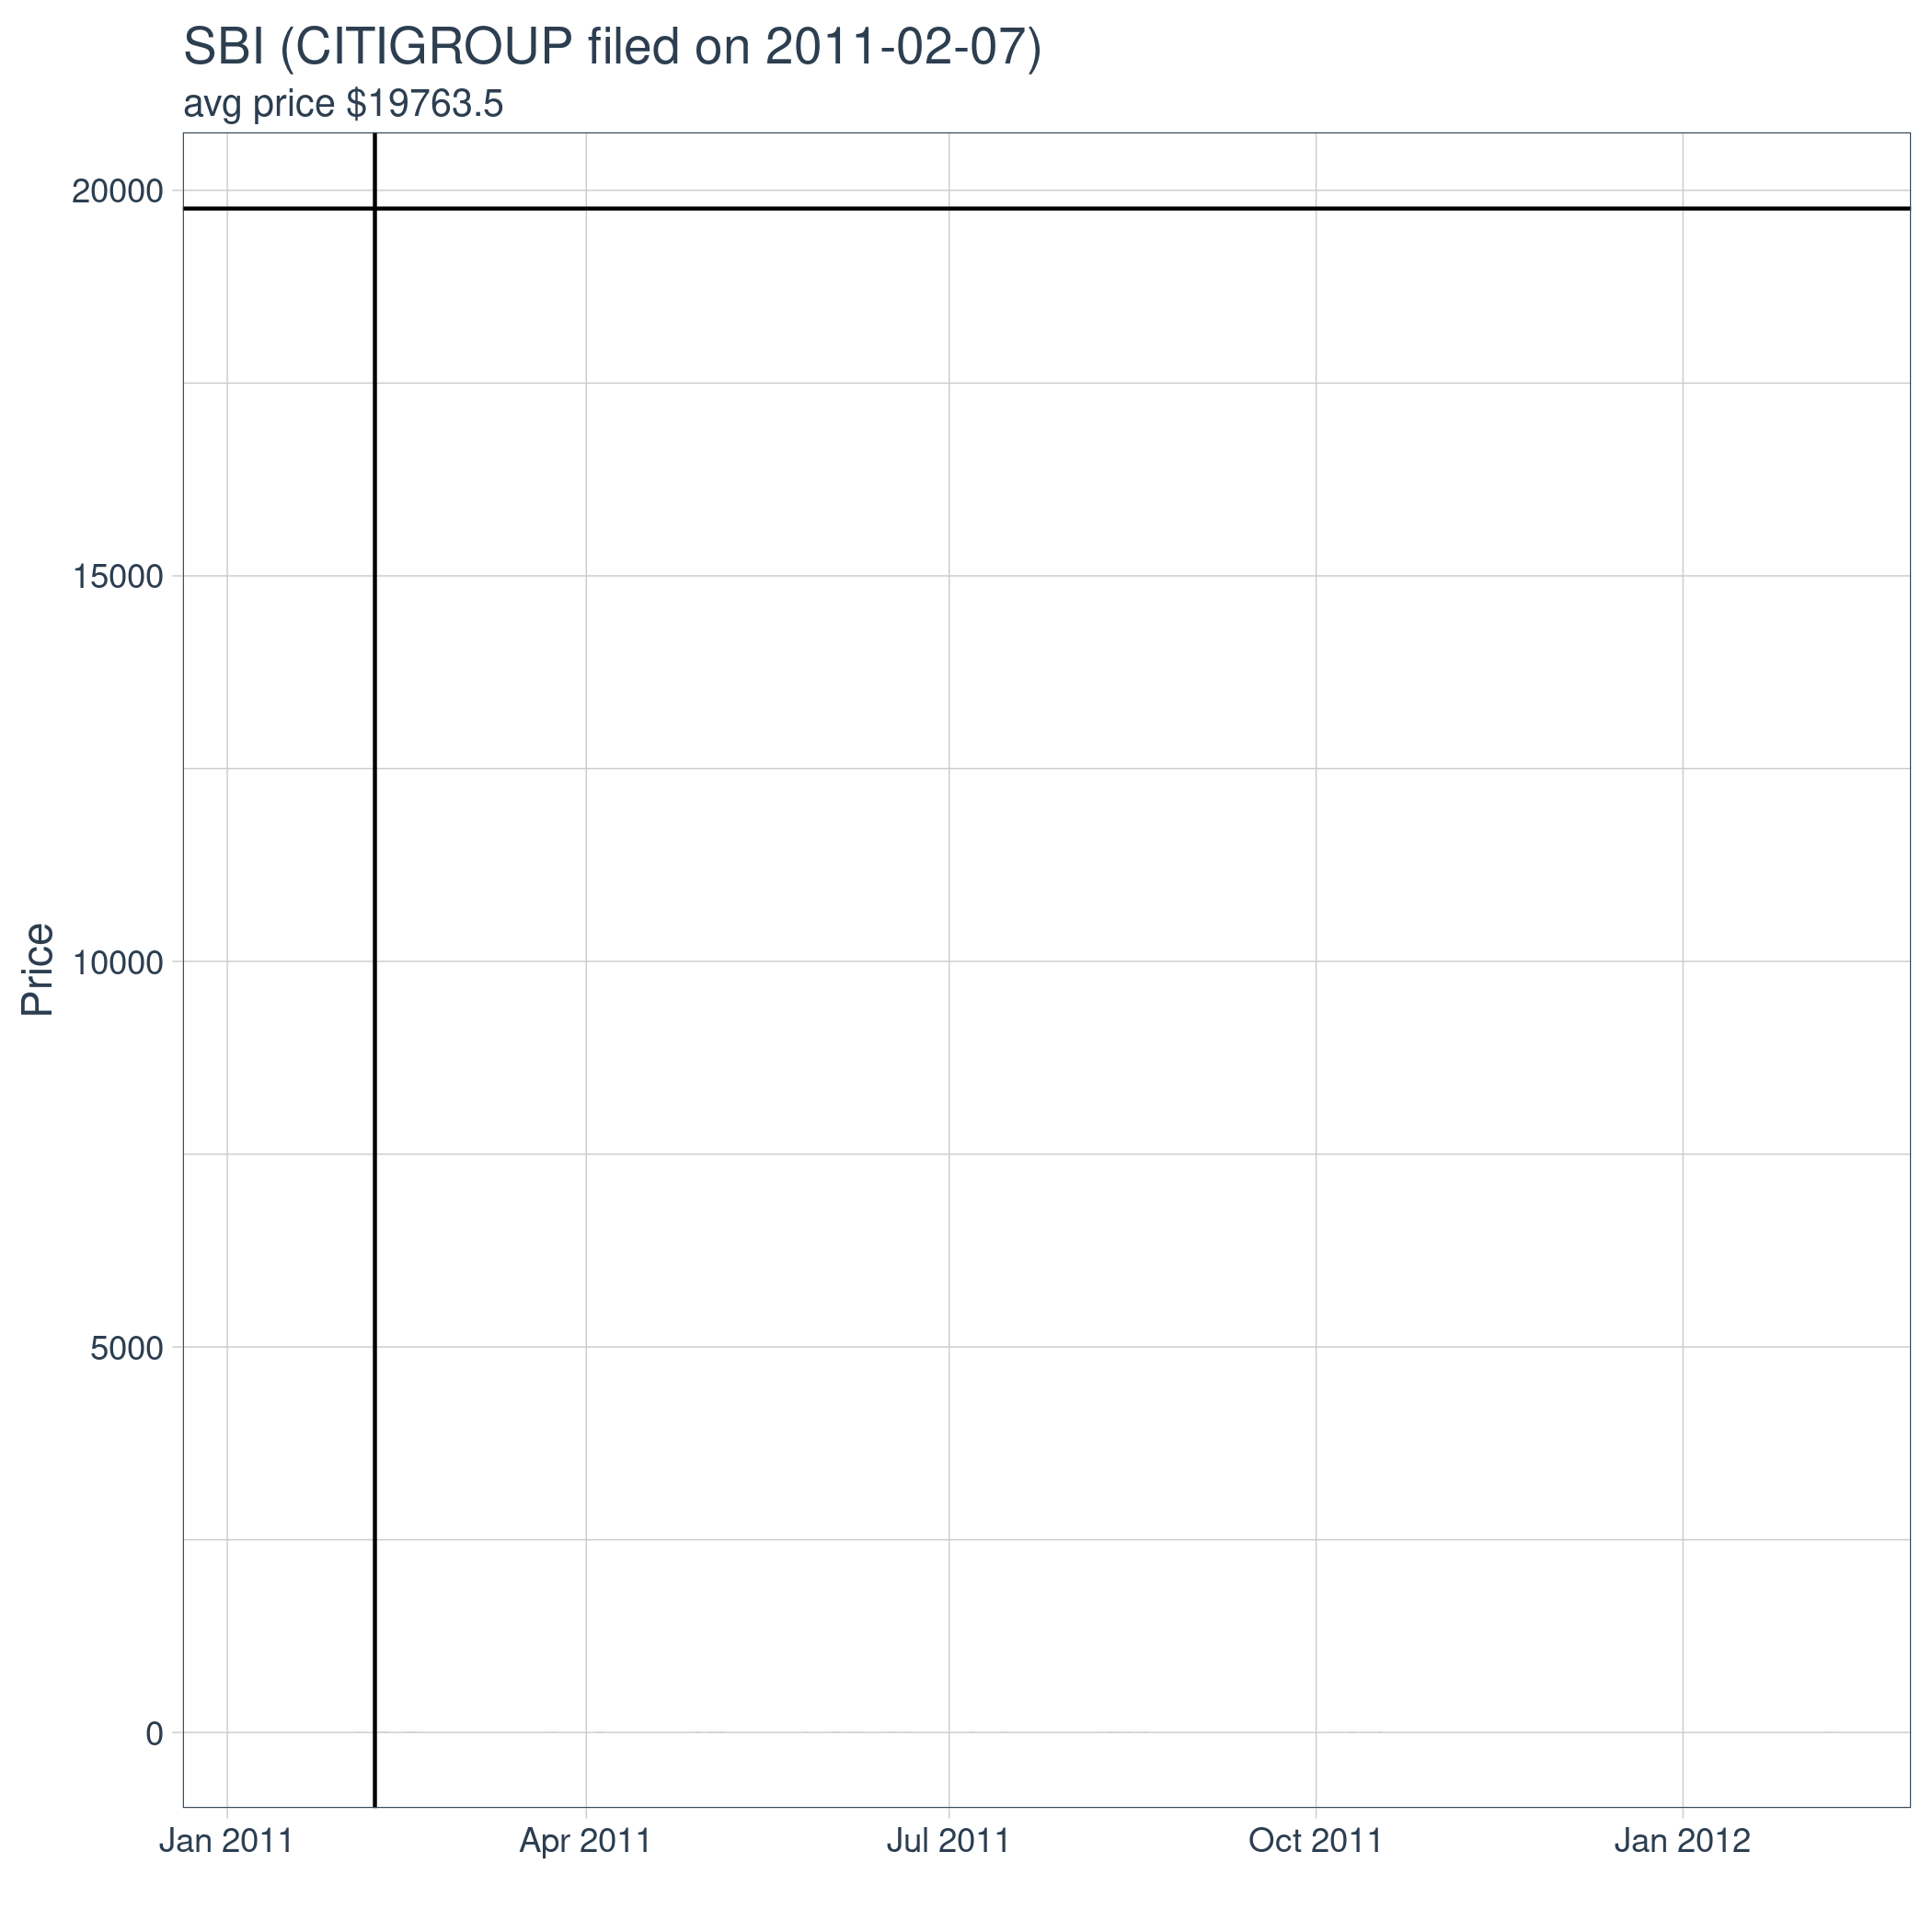 SBI (CITIGROUP filed on 2011-02-07)
avg price $19763.5
20000
15000
10000
5000
0
Price
Jan 2011
Apr 2011
Jul 2011
Oct 2011
Jan 2012